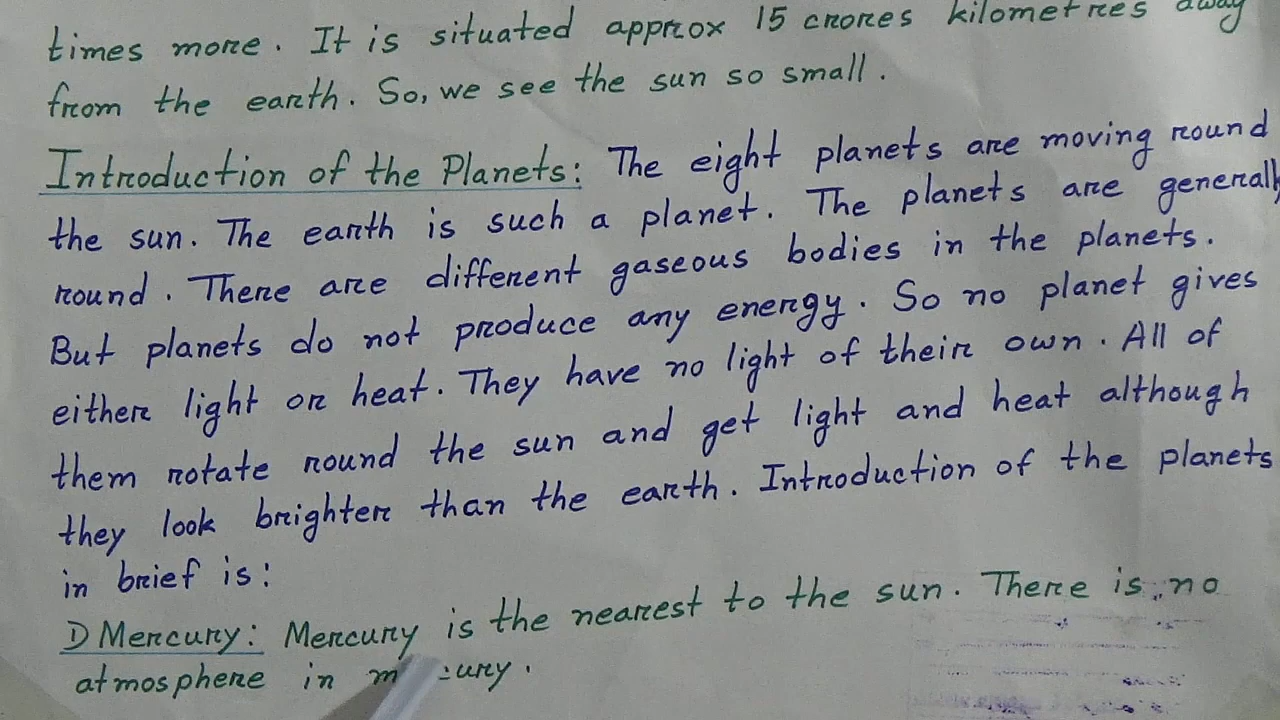 times more. It is situated approx 15 crores kilometres away
from the earth. So, we see the sun so small.
Introduction of the Planets: The eight planets are moving round
the sun. The earth is such a planet. The planets are generally
round. There are different gaseous bodies in the planets.
But planets do not produce any energy. So no planet gives
either light or heat. They have no light of their own. All of
them rotate round the sun and get light and heat although
they look brighter than the earth. Introduction of the planets
in brief is:
Mercury: Mercury is the nearest to the sun. There is no
atmosphere in